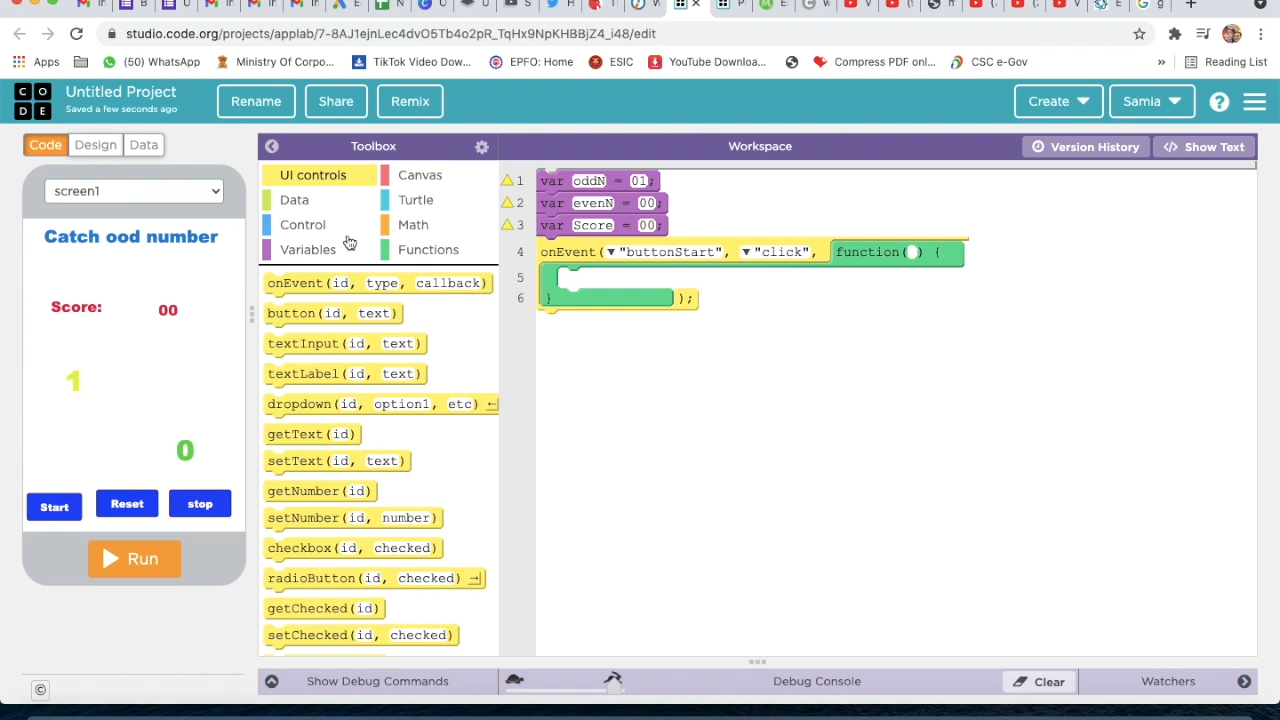 studio.code.org/projects/applab/7-8AJ1ejnLec4dvO5Tb4o2pR_TqHx9NpKHBBjZ4_i48/edit
Apps
(50) WhatsApp
Ministry Of Corpo...
TikTok Video Dow...
EPFO: Home
ESIC
YouTube Downloa...
Compress PDF onl...
CSC e-Gov
»
Reading List
CODE
Untitled Project
Saved a few seconds ago
Rename
Share
Remix
Create
Samia
?
Code
Design
Data
Toolbox
Workspace
Version History
</> Show Text
screen1
Catch ood number
Score:
00
1
0
Start
Reset
stop
Run
©
UI controls
Canvas
Data
Turtle
Control
Math
Variables
Functions
onEvent(id, type, callback)
button(id, text)
textInput(id, text)
textLabel(id, text)
dropdown(id, option1, etc)
getText(id)
setText(id, text)
getNumber(id)
setNumber(id, number)
checkbox(id, checked)
radioButton(id, checked)
getChecked(id)
setChecked(id, checked)
1 var oddN = 01;
2 var evenN = 00;
3 var Score = 00;
4 onEvent(▼"buttonStart", ▼"click", function() {
5
6 } );
Show Debug Commands
Debug Console
Clear
Watchers